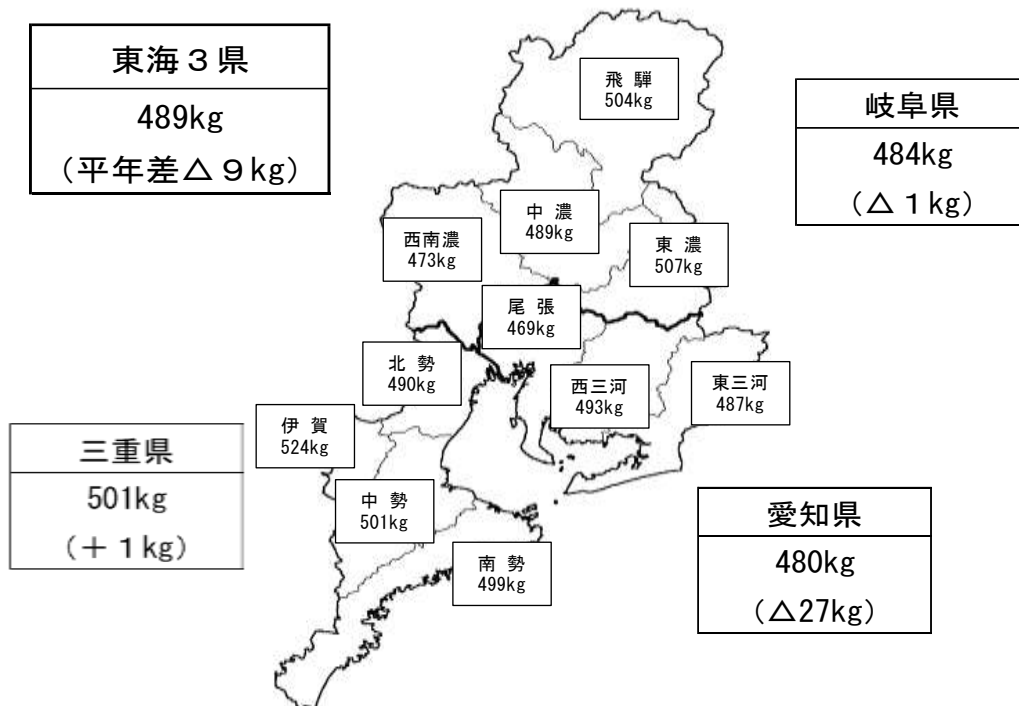 東海３県
489kg
(平年差△９kg)
飛騨
504kg
岐阜県
484kg
(△１kg)
中濃
489kg
西南濃
473kg
東濃
507kg
尾張
469kg
北勢
490kg
西三河
493kg
東三河
487kg
伊賀
524kg
三重県
501kg
(＋１kg)
中勢
501kg
愛知県
480kg
(△27kg)
南勢
499kg